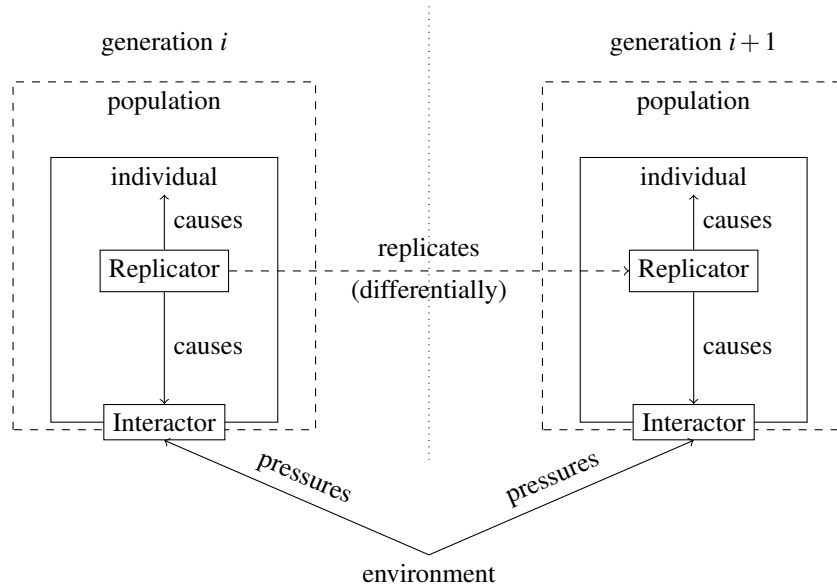 generation i
generation i + 1
population
population
individual
individual
causes
causes
replicates
Replicator
Replicator
(differentially)
causes
causes
Interactor
Interactor
pressures
pressures
environment